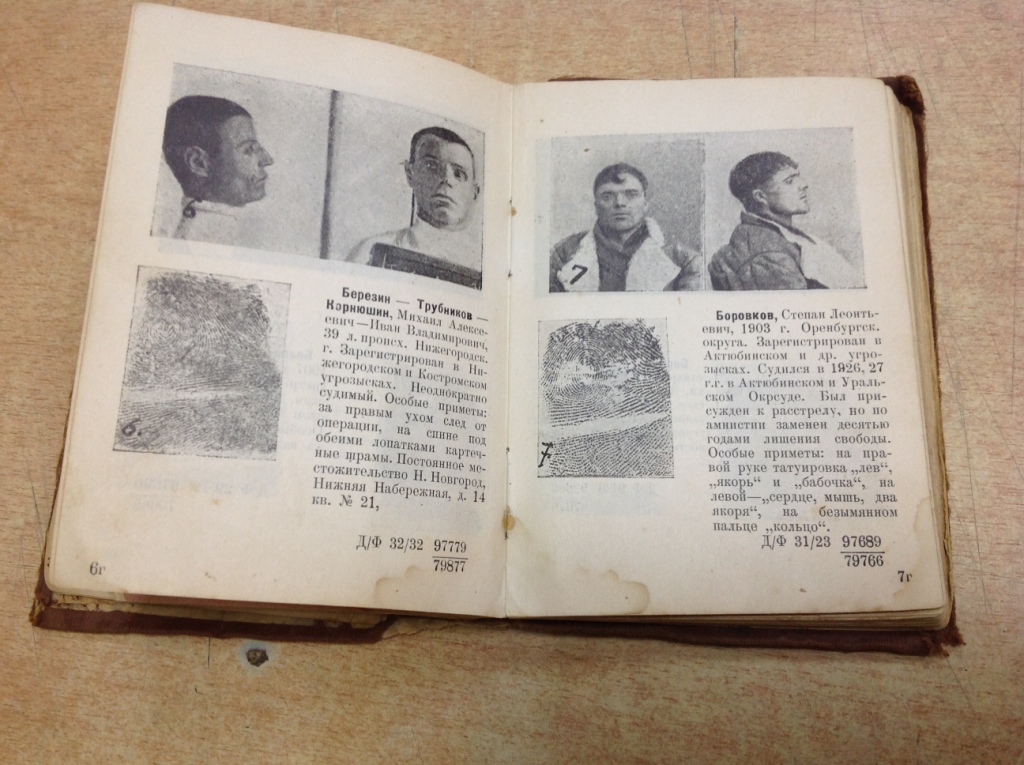 6
Березин — Трубников —
Корнюшин, Михаил Алексе-
евич—Иван Владимирович,
39 л. происх. Нижегородск.
г. Зарегистрирован в Ни-
жегородском и Костромском
угрозысках. Неоднократно
судимый. Особые приметы:
за правым ухом след от
операции, на спине под
обеими лопатками картеч-
ные шрамы. Постоянное ме-
стожительство Н. Новгород,
Нижняя Набережная, д. 14
кв. № 21,
6.
Д/Ф 32/32 97779
79877
6г
7
Боровков, Степан Леонть-
евич, 1903 г. Оренбургск.
округа. Зарегистрирован в
Актюбинском и др. угро-
зысках. Судился в 1926, 27
г.г. в Актюбинском и Ураль-
ском Окрсуде. Был при-
сужден к расстрелу, но по
амнистии заменен десятью
годами лишения свободы.
Особые приметы: на пра-
вой руке татуировка „лев“,
„якорь“ и „бабочка“, на
левой—„сердце, мышь, два
якоря“, на безымянном
пальце „кольцо“.
7
Д/Ф 31/23 97689
79766
7г